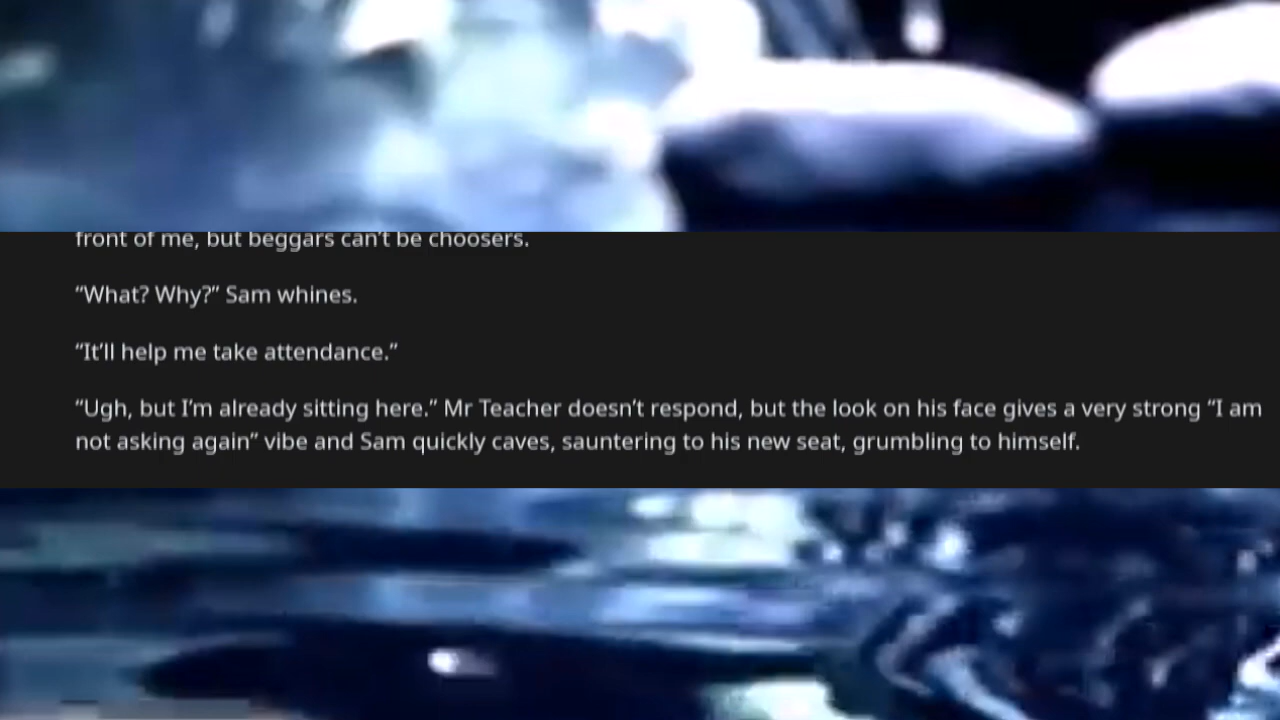 front of me, but beggars can’t be choosers.
“What? Why?” Sam whines.
“It’ll help me take attendance.”
“Ugh, but I’m already sitting here.” Mr Teacher doesn’t respond, but the look on his face gives a very strong “I am
not asking again” vibe and Sam quickly caves, sauntering to his new seat, grumbling to himself.